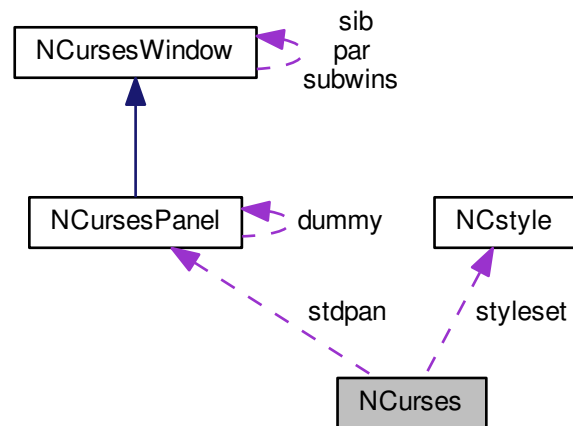 sib
NCursesWindow
par
subwins
NCursesPanel
dummy
NCstyle
stdpan
styleset
NCurses